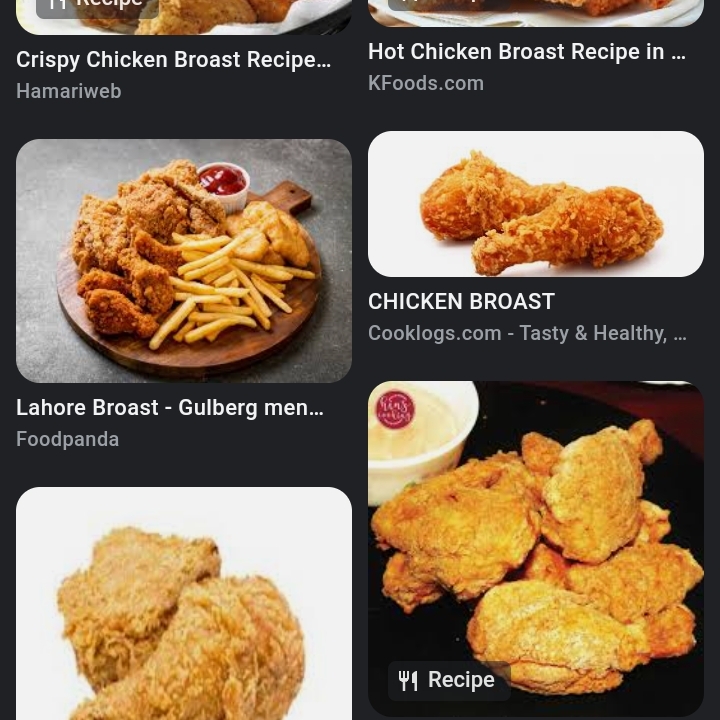 Recipe
Crispy Chicken Broast Recipe...
Hamariweb
Hot Chicken Broast Recipe in ...
KFoods.com
Lahore Broast - Gulberg men...
Foodpanda
CHICKEN BROAST
Cooklogs.com - Tasty & Healthy, ...
Recipe